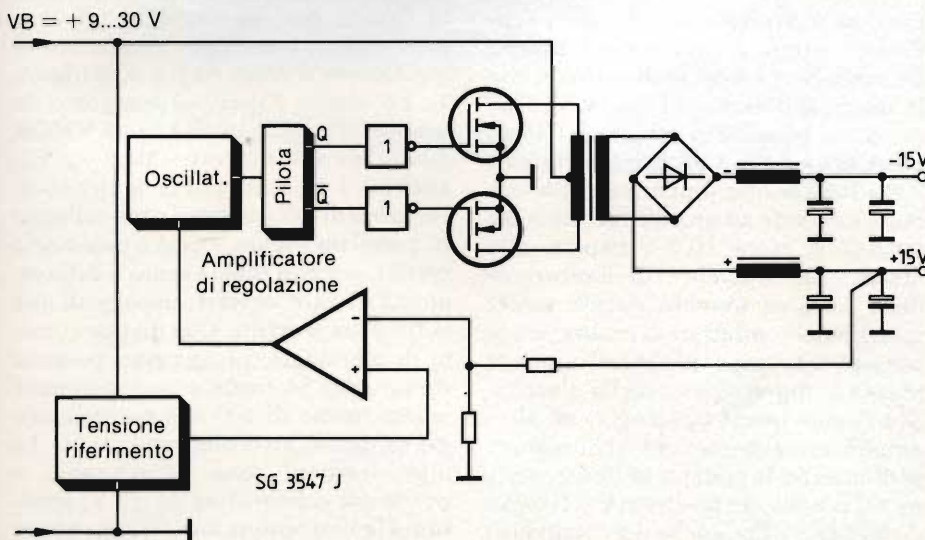 VB = + 9...30 V
Oscillat.
Pilota
Q
Q̅
1
1
Amplificatore
di regolazione
-
+
Tensione
riferimento
SG 3547 J
-
+
-15V
+15V